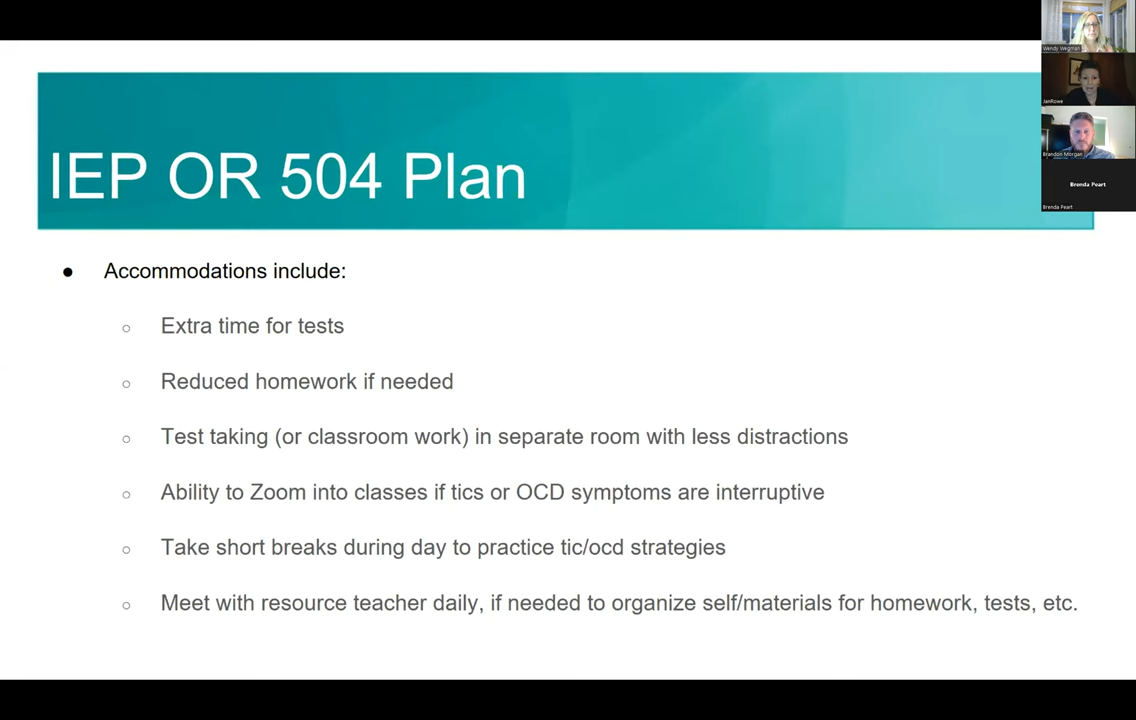 IEP OR 504 Plan
● Accommodations include:
○ Extra time for tests
○ Reduced homework if needed
○ Test taking (or classroom work) in separate room with less distractions
○ Ability to Zoom into classes if tics or OCD symptoms are interruptive
○ Take short breaks during day to practice tic/ocd strategies
○ Meet with resource teacher daily, if needed to organize self/materials for homework, tests, etc.
Wendy Wegman
JanRowe
Brandon Morgan
Brenda Peart
Brenda Peart